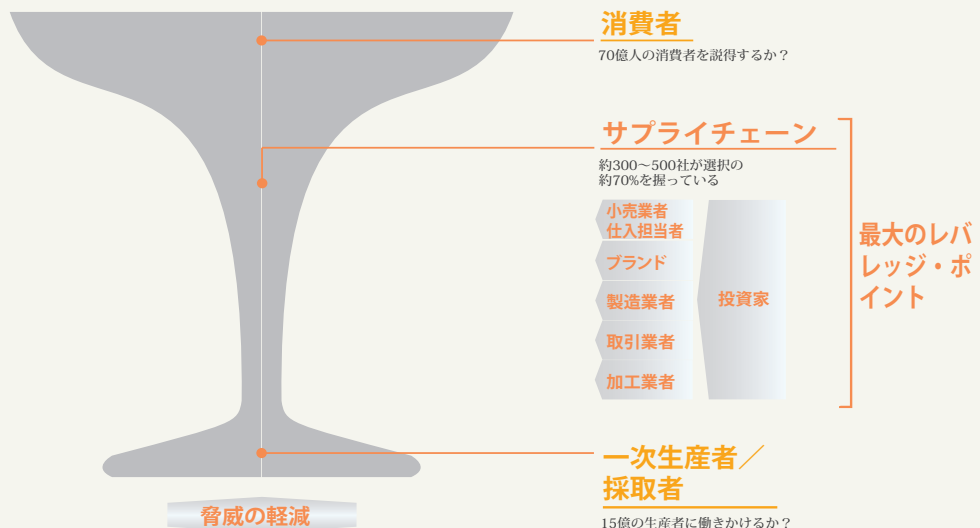 消費者
70億人の消費者を説得するか？
サプライチェーン
約300〜500社が選択の
約70%を握っている
小売業者
仕入担当者
ブランド
製造業者
取引業者
加工業者
投資家
最大のレバ
レッジ・ポ
イント
一次生産者／
採取者
15億の生産者に働きかけるか？
脅威の軽減